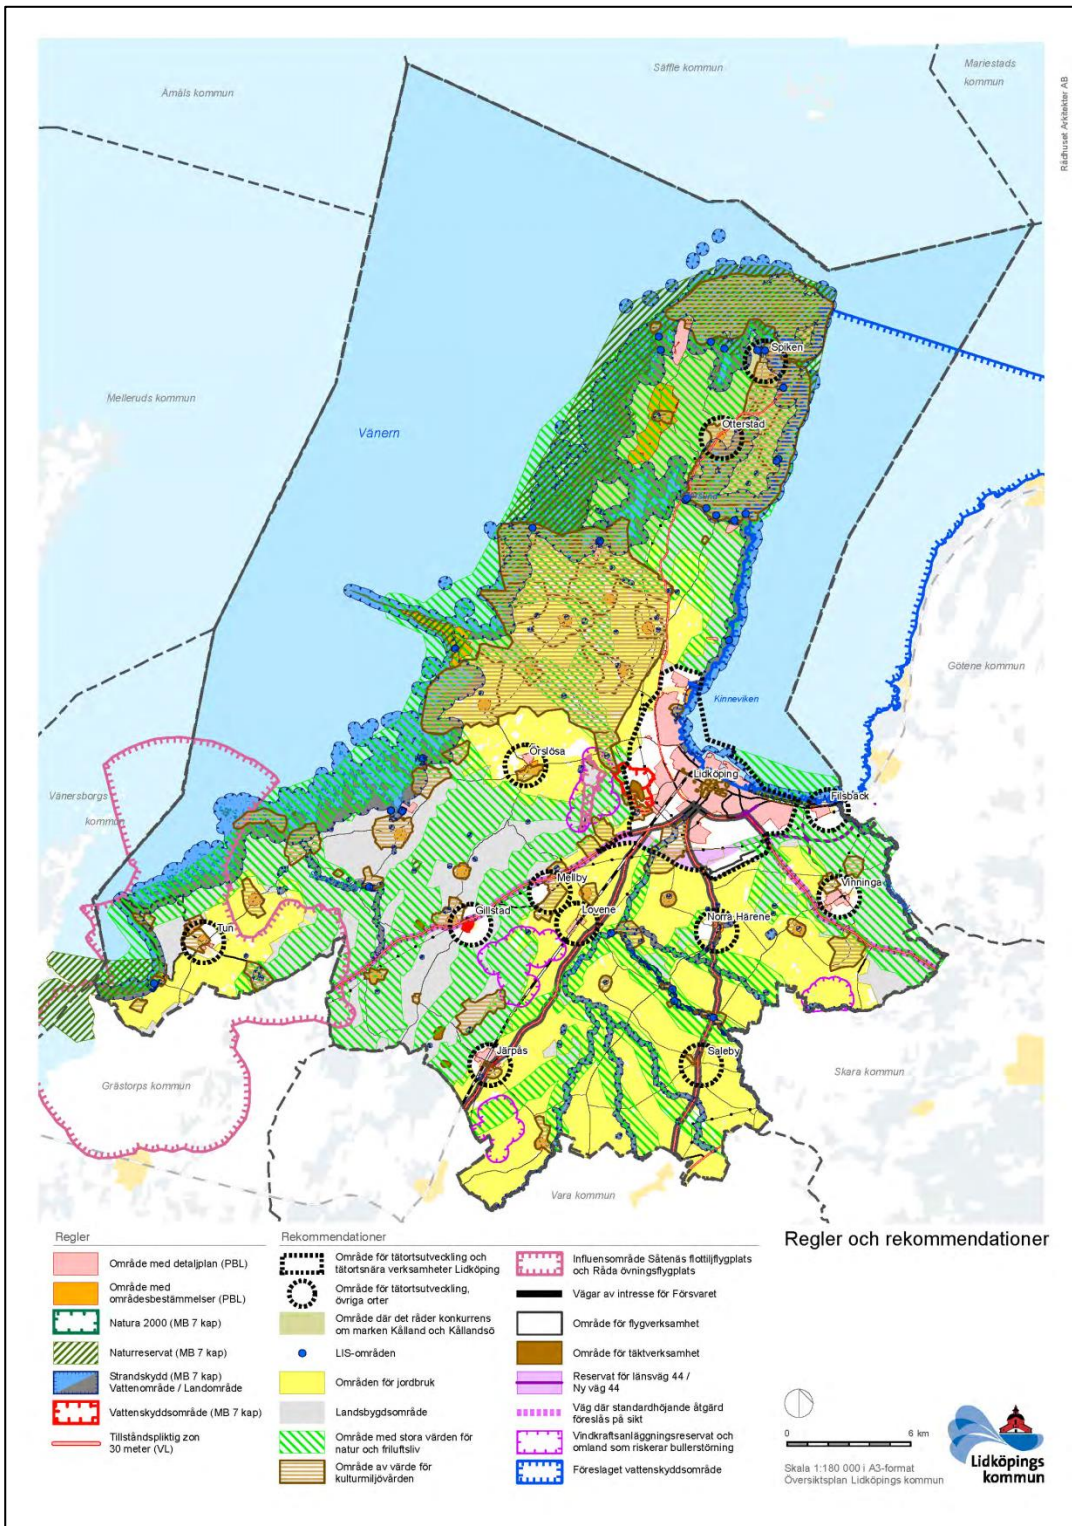 Säffle kommun
Mariestads
kommun
Åmåls kommun
Rådhuset Arkitekter AB
Melleruds kommun
Vänern
Spiken
Otterstad
Götene kommun
Kinneviken
Örslösa
Lidköping
Filsbäck
Vänersborgs
kommun
Mellby
Vinninga
Gillstad
Lovene
Norra Härene
Tun
Järpås
Saleby
Grästorps kommun
Skara kommun
Vara kommun
Regler och rekommendationer
Regler
Område med detaljplan (PBL)
Område med
områdesbestämmelser (PBL)
Natura 2000 (MB 7 kap)
Naturreservat (MB 7 kap)
Strandskydd (MB 7 kap)
Vattenområde / Landområde
Vattenskyddsområde (MB 7 kap)
Tillståndspliktig zon
30 meter (VL)
Rekommendationer
Område för tätortsutveckling och
tätortsnära verksamheter Lidköping
Område för tätortsutveckling,
övriga orter
Område där det råder konkurrens
om marken Kålland och Kållandsö
LIS-områden
Områden för jordbruk
Landsbygdsområde
Område med stora värden för
natur och friluftsliv
Område av värde för
kulturmiljövården
Influensområde Såtenäs flottiljflygplats
och Råda övningsflygplats
Vägar av intresse för Försvaret
Område för flygverksamhet
Område för täktverksamhet
Reservat för länsväg 44 /
Ny väg 44
Väg där standardhöjande åtgärd
föreslås på sikt
Vindkraftsanläggningsreservat och
omland som riskerar bullerstörning
Föreslaget vattenskyddsområde
0 6 km
Skala 1:180 000 i A3-format
Översiktsplan Lidköpings kommun
Lidköpings
kommun